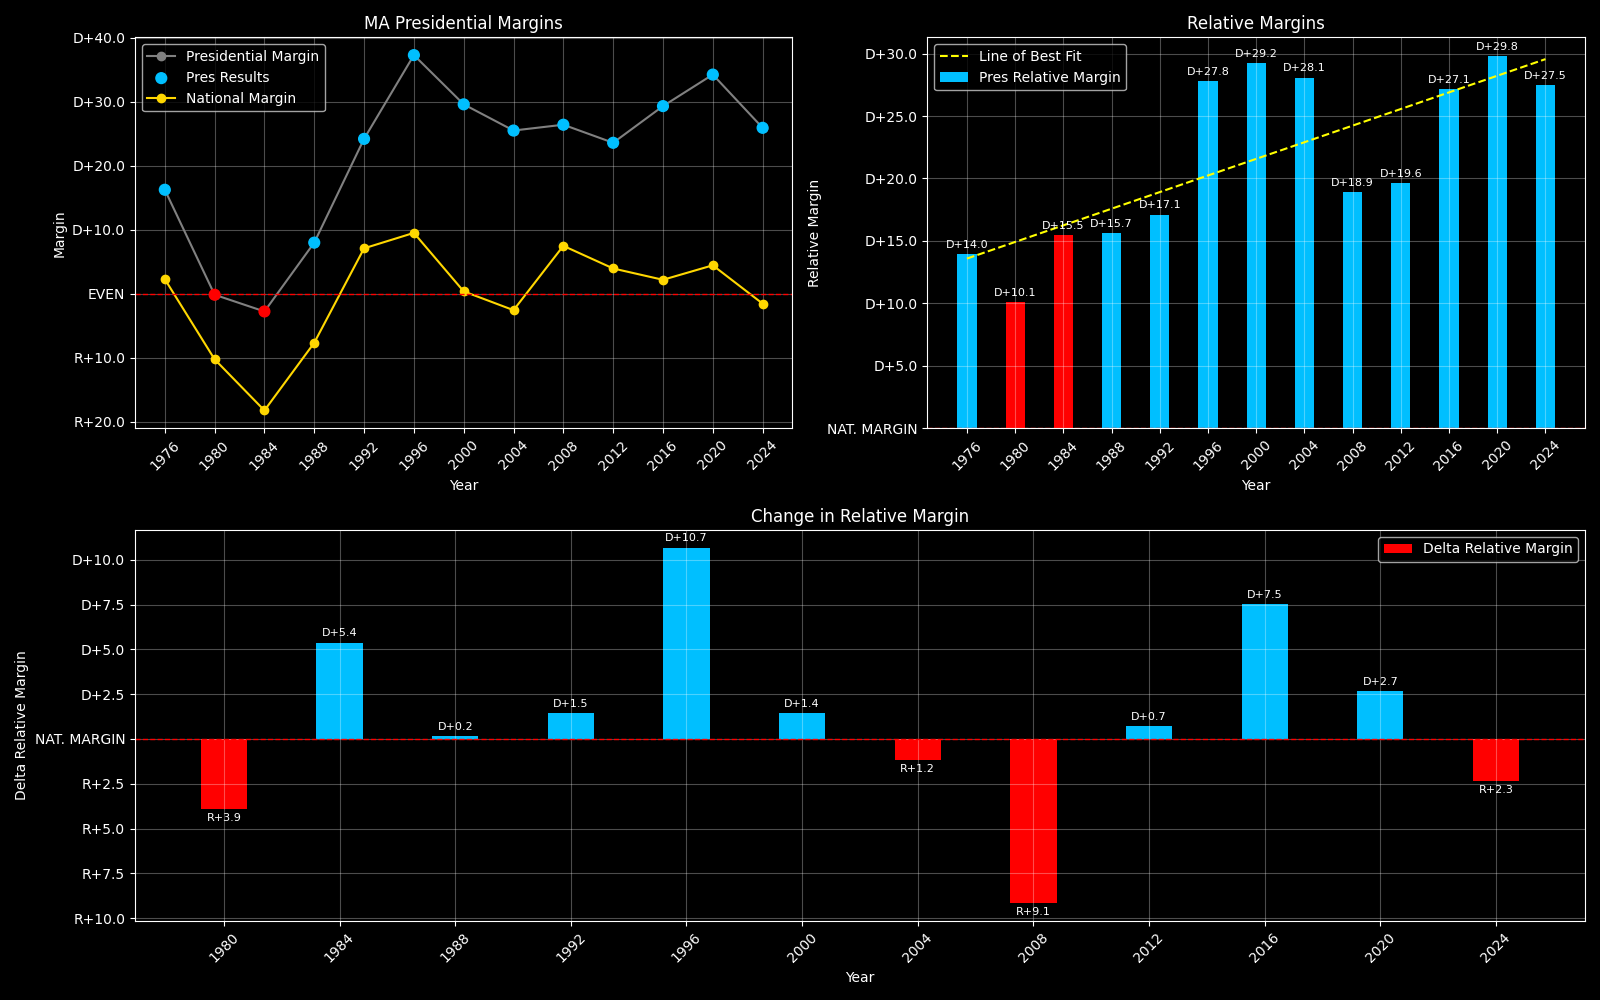 MA Presidential Margins
Presidential Margin
Pres Results
National Margin
D+40.0
D+30.0
D+20.0
D+10.0
EVEN
R+10.0
R+20.0
Margin
1976
1980
1984
1988
1992
1996
2000
2004
2008
2012
2016
2020
2024
Year
Relative Margins
Line of Best Fit
Pres Relative Margin
D+30.0
D+25.0
D+20.0
D+15.0
D+10.0
D+5.0
NAT. MARGIN
Relative Margin
D+14.0
D+10.1
D+15.5
D+15.7
D+17.1
D+27.8
D+29.2
D+28.1
D+18.9
D+19.6
D+27.1
D+29.8
D+27.5
1976
1980
1984
1988
1992
1996
2000
2004
2008
2012
2016
2020
2024
Year
Change in Relative Margin
Delta Relative Margin
D+10.0
D+7.5
D+5.0
D+2.5
NAT. MARGIN
R+2.5
R+5.0
R+7.5
R+10.0
Delta Relative Margin
R+3.9
D+5.4
D+0.2
D+1.5
D+10.7
D+1.4
R+1.2
R+9.1
D+0.7
D+7.5
D+2.7
R+2.3
1980
1984
1988
1992
1996
2000
2004
2008
2012
2016
2020
2024
Year